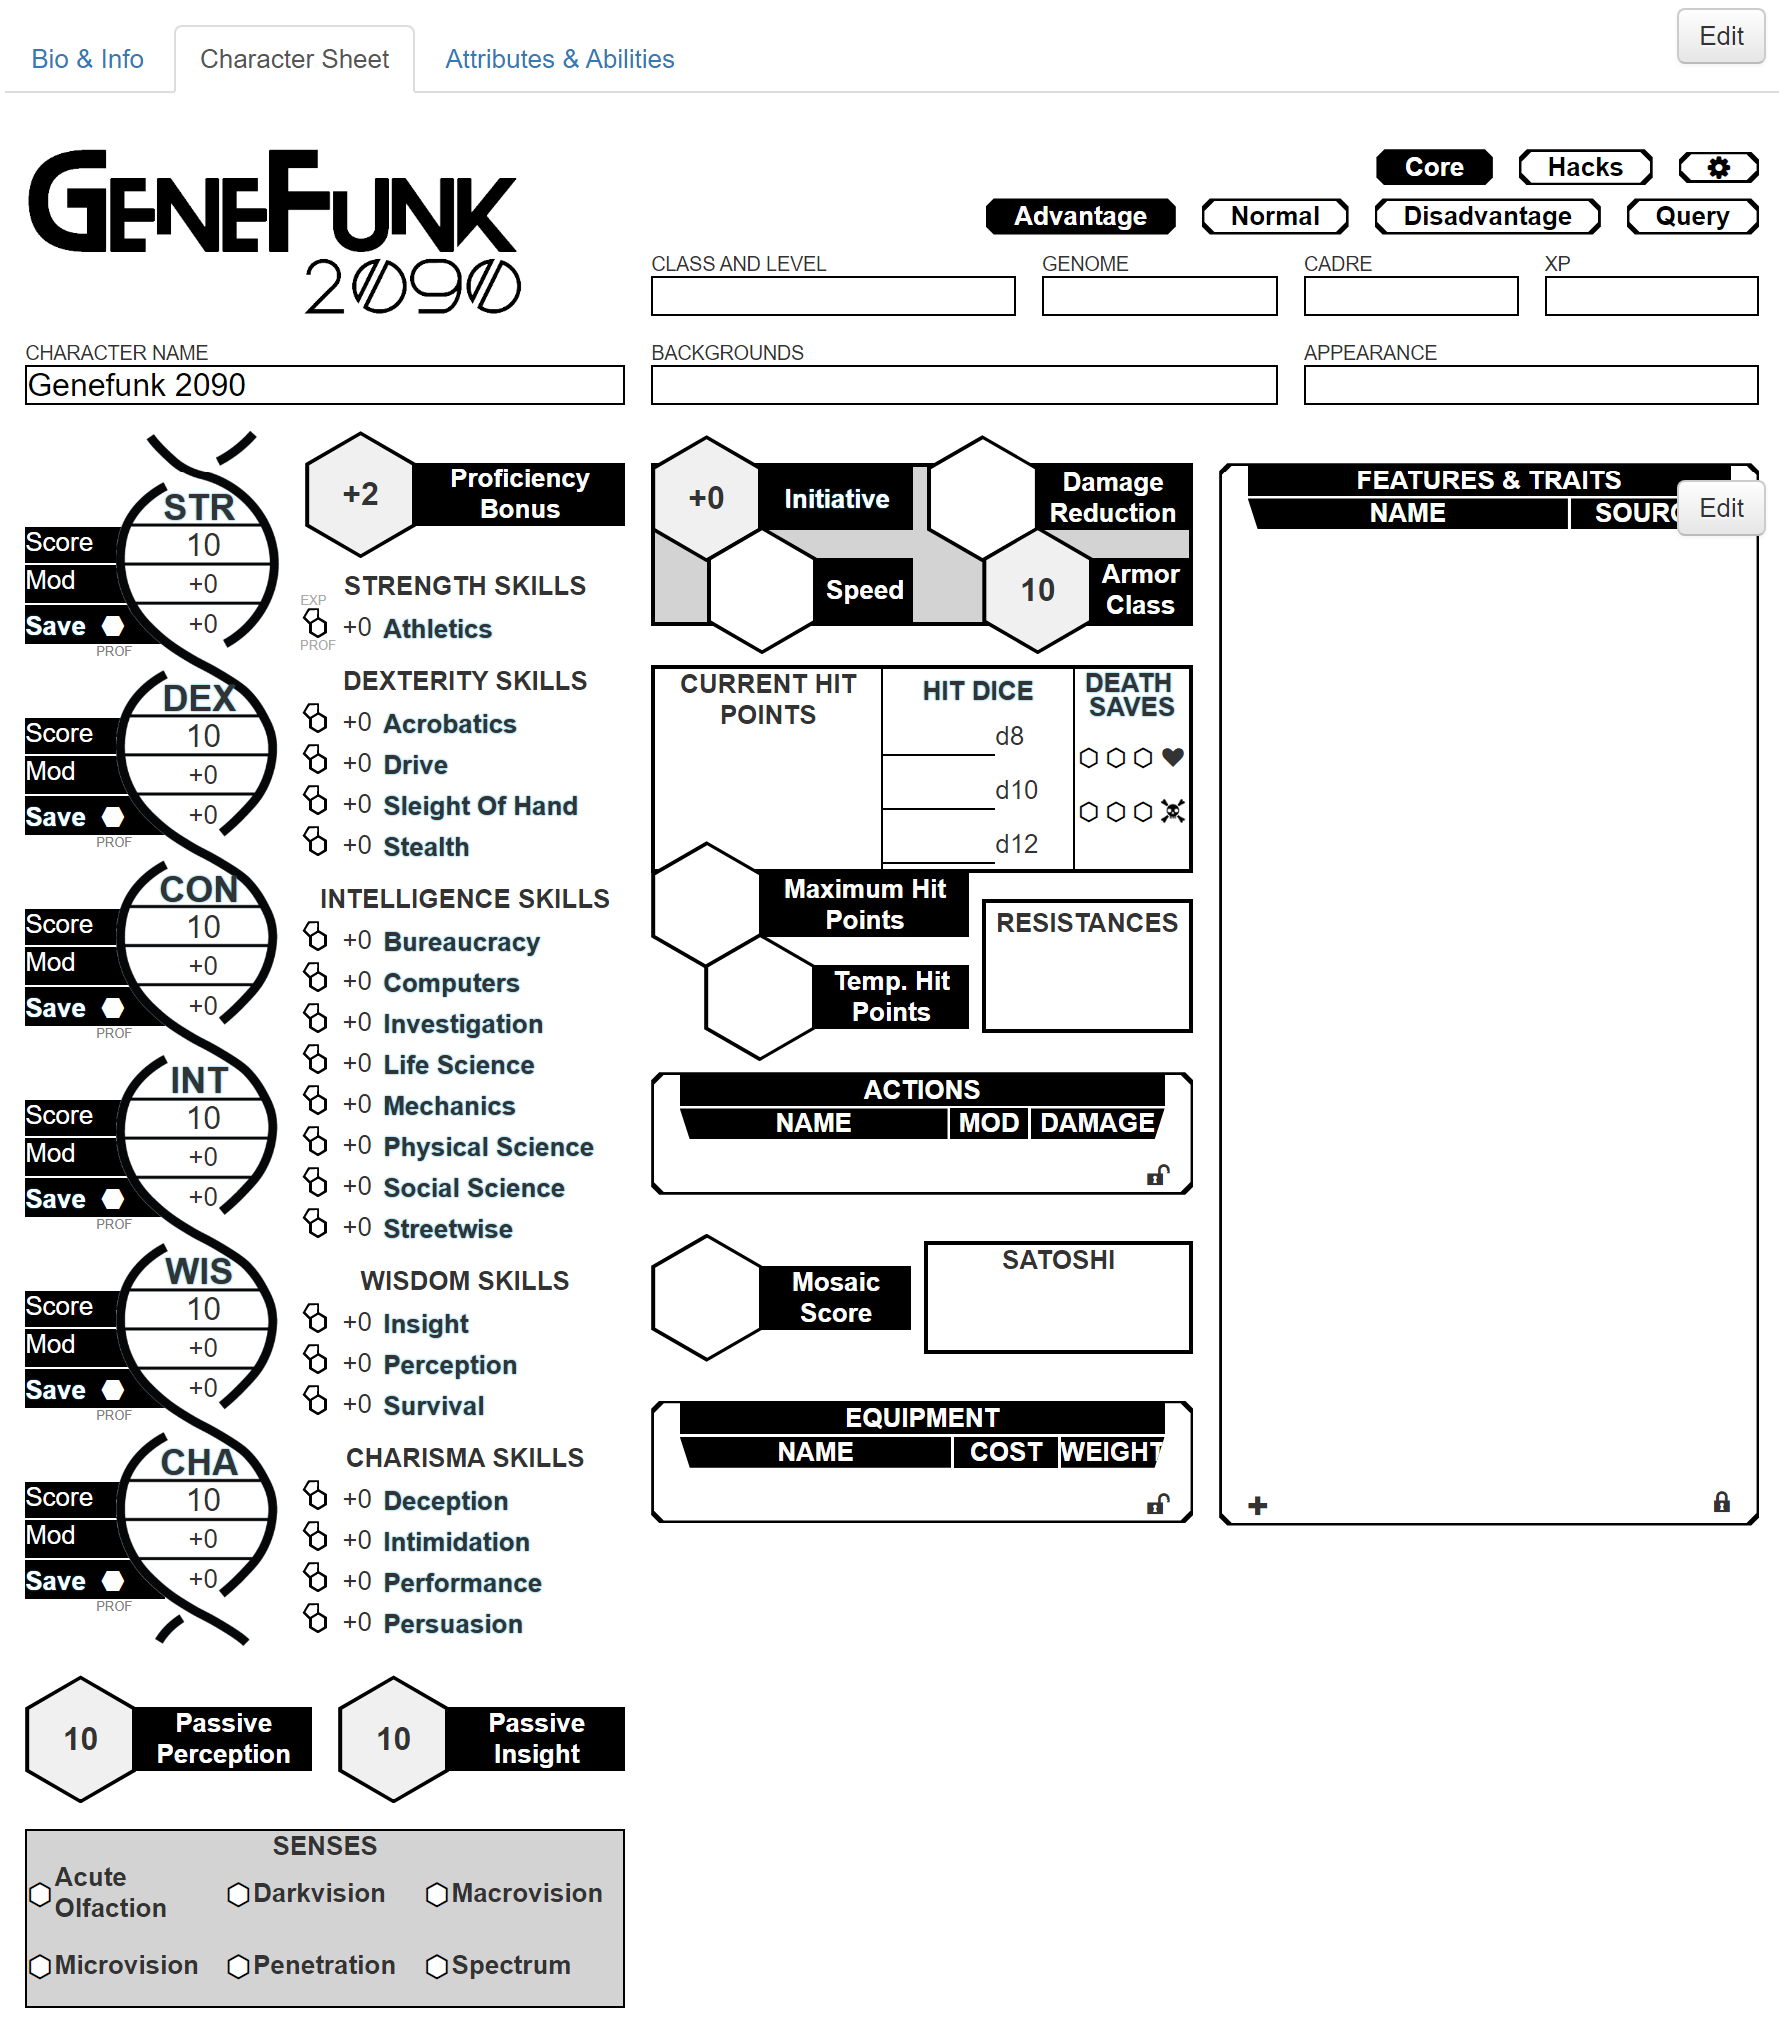 Bio & Info
Character Sheet
Attributes & Abilities
Edit
GENEFUNK
2090
Core
Hacks
Advantage
Normal
Disadvantage
Query
CLASS AND LEVEL
GENOME
CADRE
XP
CHARACTER NAME
BACKGROUNDS
APPEARANCE
Genefunk 2090
STR
Score
10
Mod
+0
Save
+0
PROF
DEX
Score
10
Mod
+0
Save
+0
PROF
CON
Score
10
Mod
+0
Save
+0
PROF
INT
Score
10
Mod
+0
Save
+0
PROF
WIS
Score
10
Mod
+0
Save
+0
PROF
CHA
Score
10
Mod
+0
Save
+0
PROF
+2
Proficiency
Bonus
STRENGTH SKILLS
EXP
+0 Athletics
PROF
DEXTERITY SKILLS
+0 Acrobatics
+0 Drive
+0 Sleight Of Hand
+0 Stealth
INTELLIGENCE SKILLS
+0 Bureaucracy
+0 Computers
+0 Investigation
+0 Life Science
+0 Mechanics
+0 Physical Science
+0 Social Science
+0 Streetwise
WISDOM SKILLS
+0 Insight
+0 Perception
+0 Survival
CHARISMA SKILLS
+0 Deception
+0 Intimidation
+0 Performance
+0 Persuasion
10
Passive
Perception
10
Passive
Insight
SENSES
Acute
Olfaction
Darkvision
Macrovision
Microvision
Penetration
Spectrum
+0
Initiative
Damage
Reduction
Speed
10
Armor
Class
CURRENT HIT
POINTS
HIT DICE
d8
d10
d12
DEATH
SAVES
Maximum Hit
Points
Temp. Hit
Points
RESISTANCES
ACTIONS
NAME
MOD
DAMAGE
Mosaic
Score
SATOSHI
EQUIPMENT
NAME
COST
WEIGHT
FEATURES & TRAITS
NAME
Edit